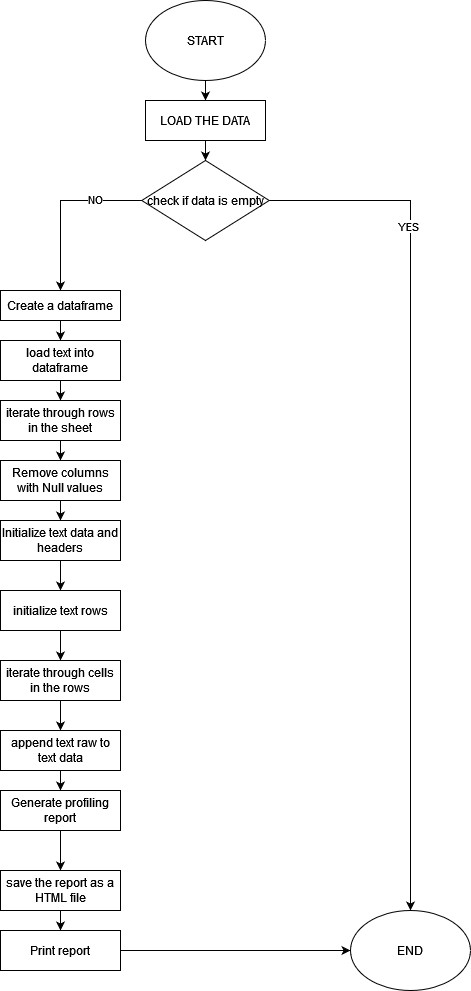 START
LOAD THE DATA
check if data is empty
NO
YES
Create a dataframe
load text into
dataframe
iterate through rows
in the sheet
Remove columns
with Null values
Initialize text data and
headers
initialize text rows
iterate through cells
in the rows
append text raw to
text data
Generate profiling
report
save the report as a
HTML file
Print report
END